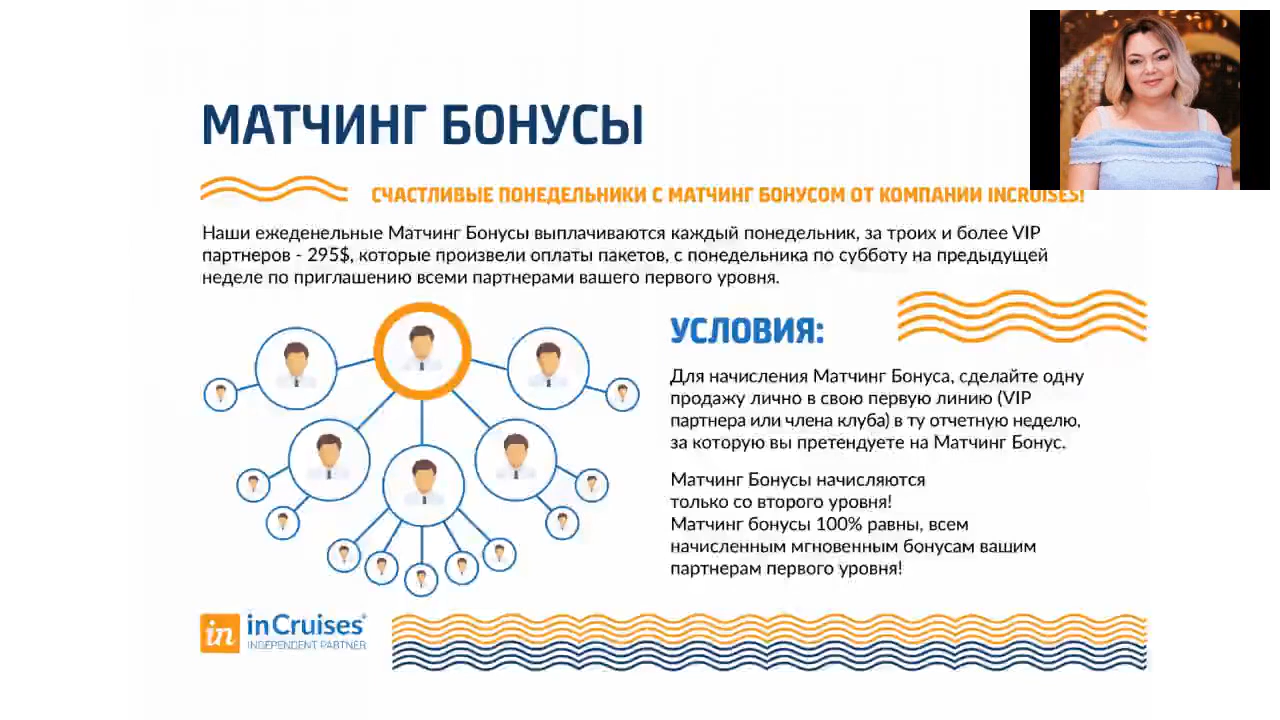 МАТЧИНГ БОНУСЫ
СЧАСТЛИВЫЕ ПОНЕДЕЛЬНИКИ С МАТЧИНГ БОНУСОМ ОТ КОМПАНИИ INCRUISES!
Наши ежеденельные Матчинг Бонусы выплачиваются каждый понедельник, за троих и более VIP
партнеров - 295$, которые произвели оплаты пакетов, с понедельника по субботу на предыдущей
неделе по приглашению всеми партнерами вашего первого уровня.
УСЛОВИЯ:
Для начисления Матчинг Бонуса, сделайте одну
продажу лично в свою первую линию (VIP
партнера или члена клуба) в ту отчетную неделю,
за которую вы претендуете на Матчинг Бонус.
Матчинг Бонусы начисляются
только со второго уровня!
Матчинг бонусы 100% равны, всем
начисленным мгновенным бонусам вашим
партнерам первого уровня!
in inCruises®
INDEPENDENT PARTNER